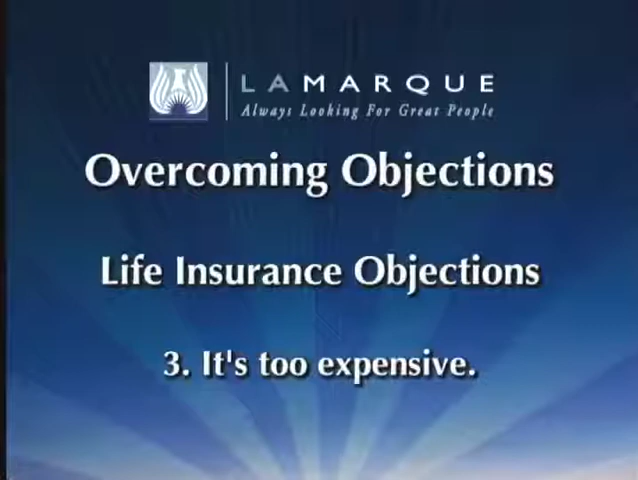 LAMARQUE
Always Looking For Great People
Overcoming Objections
Life Insurance Objections
3. It's too expensive.